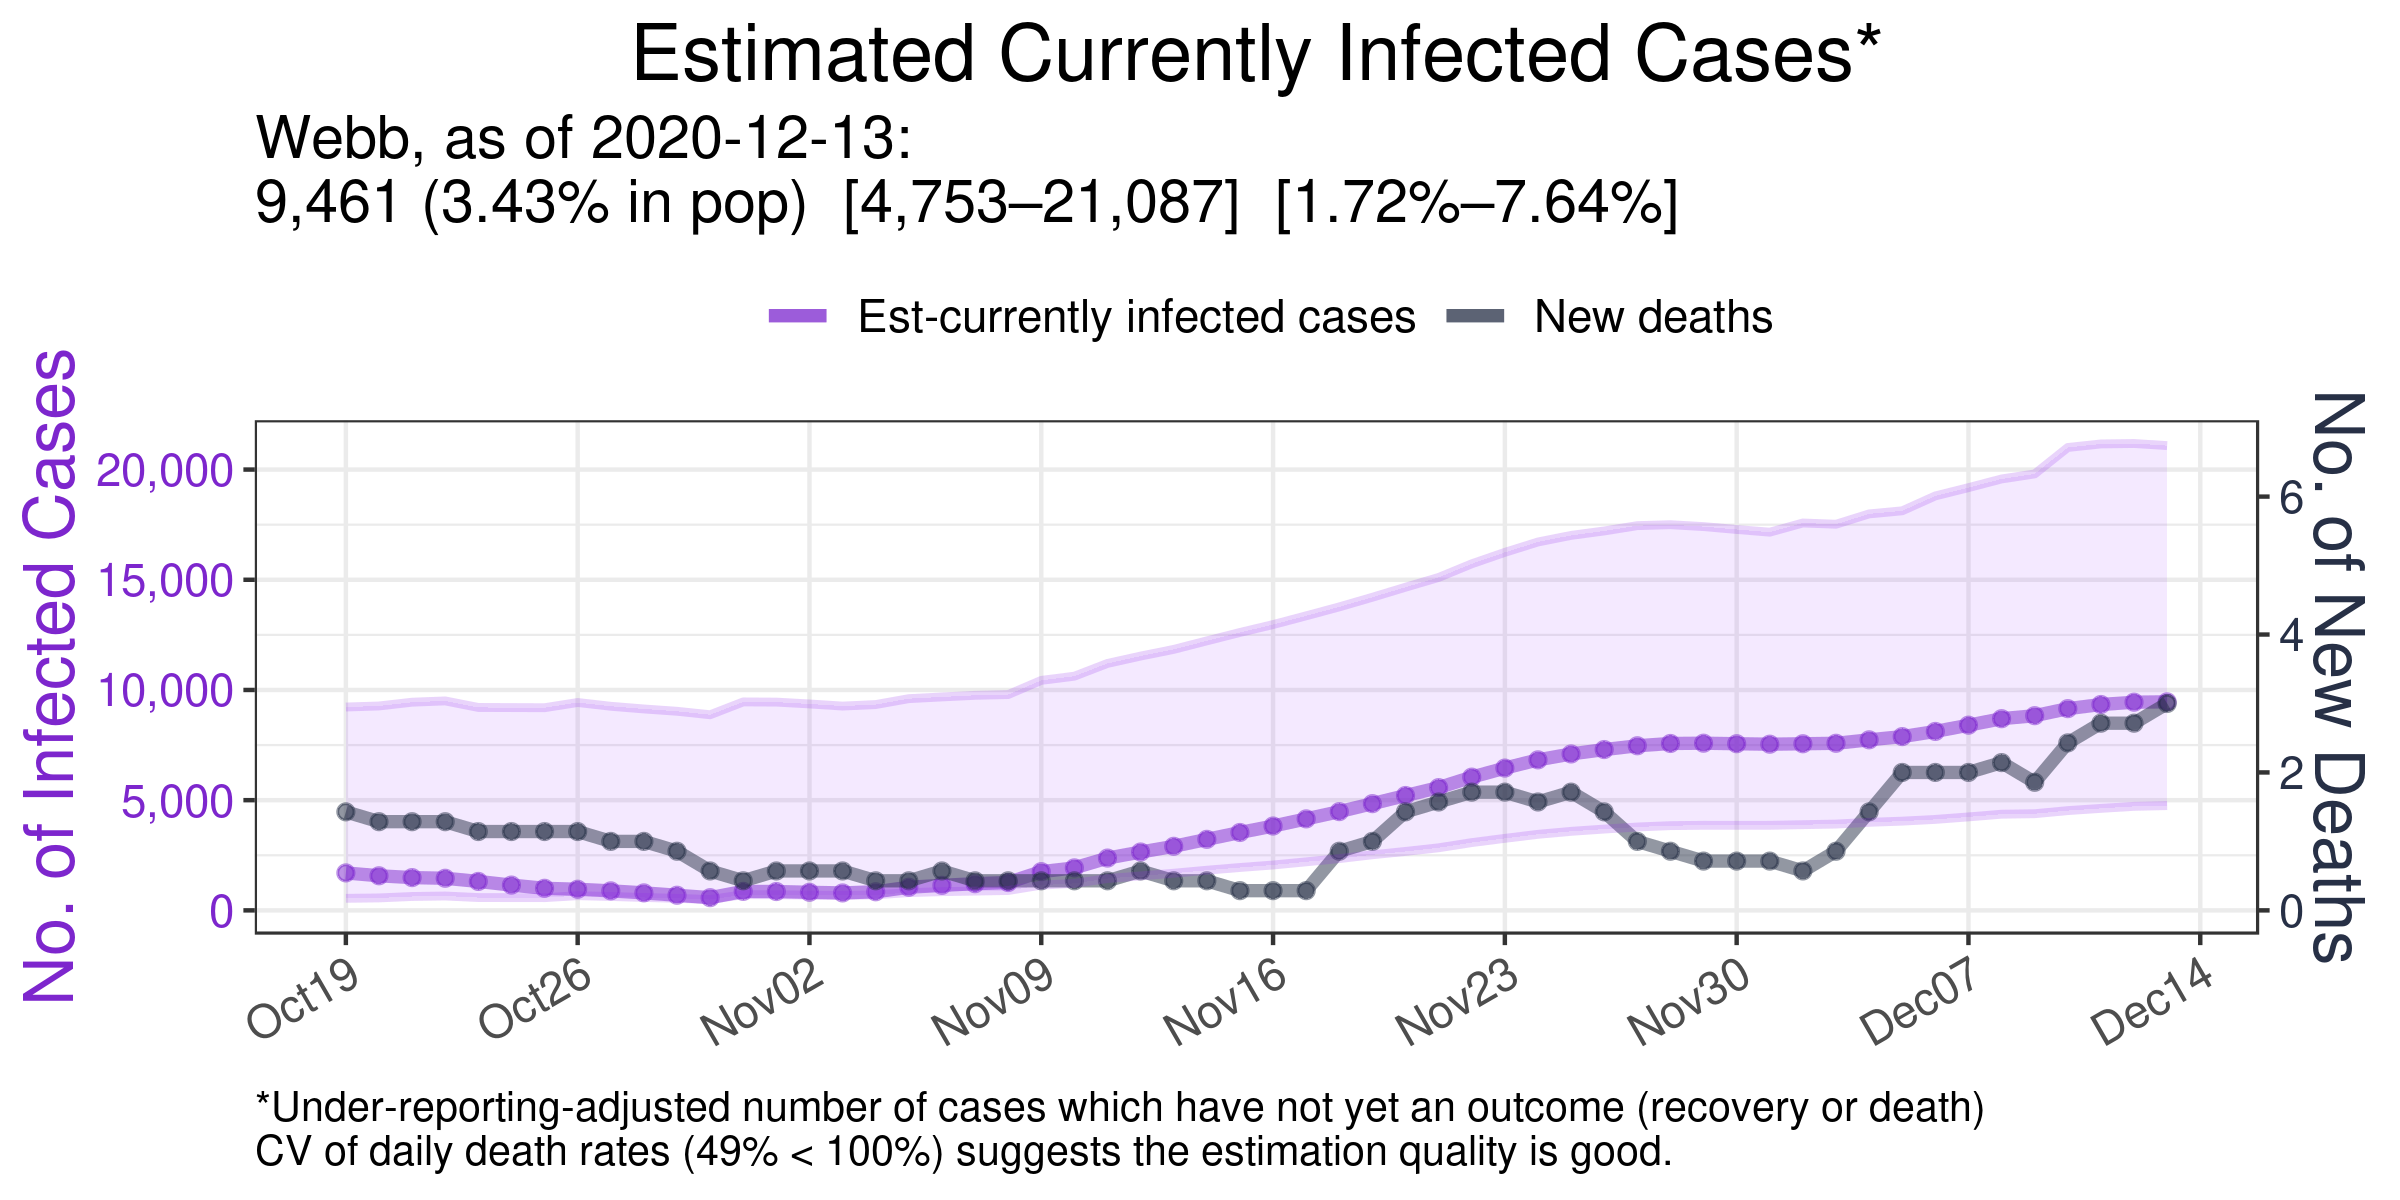 Estimated Currently Infected Cases*
Webb, as of 2020-12-13:
9,461 (3.43% in pop)  [4,753–21,087]  [1.72%–7.64%]
Est-currently infected cases
New deaths
No. of Infected Cases
20,000
15,000
10,000
5,000
0
6
4
2
0
No. of New Deaths
Oct19
Oct26
Nov02
Nov09
Nov16
Nov23
Nov30
Dec07
Dec14
*Under-reporting-adjusted number of cases which have not yet an outcome (recovery or death)
CV of daily death rates (49% < 100%) suggests the estimation quality is good.